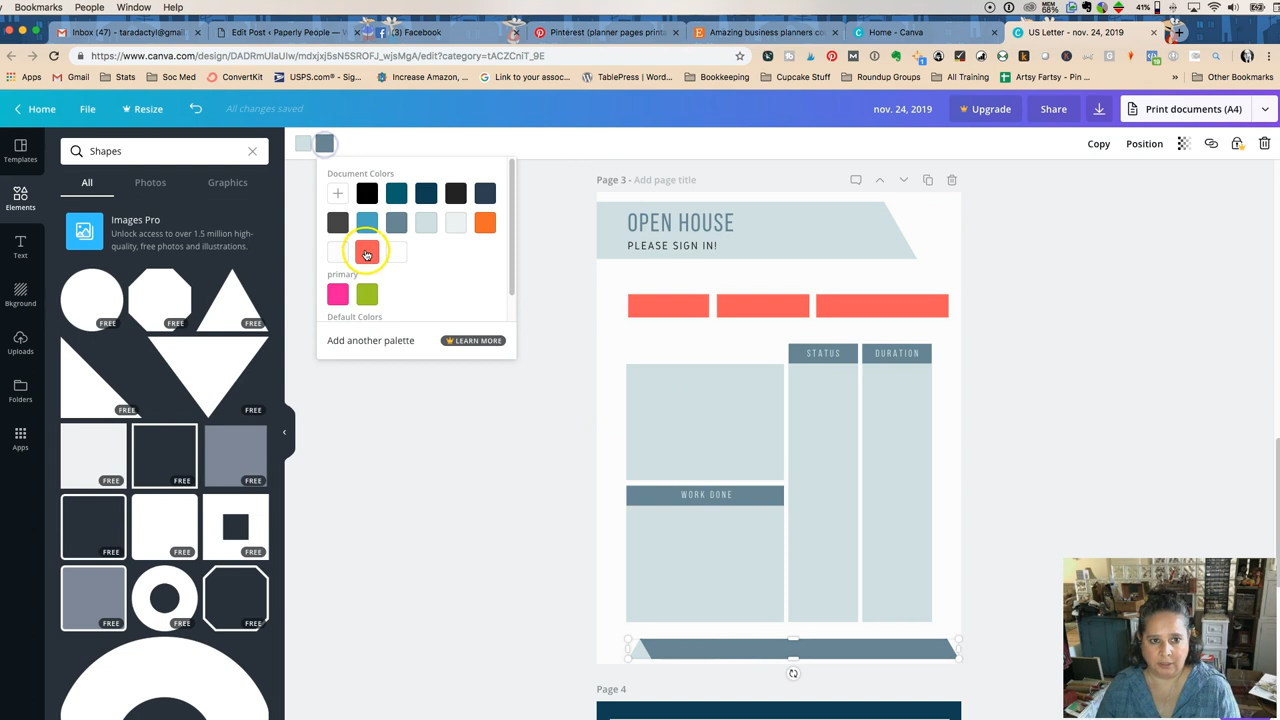 Bookmarks People Window Help
MEM 68% 41%
Inbox (47) - taradactyl@gmai
Edit Post ‹ Paperly People —
(3) Facebook
Pinterest (planner pages print
Amazing business planners co
Home - Canva
US Letter - nov. 24, 2019
https://www.canva.com/design/DADRnUlaUIw/mdxjxj5sN5SROFJ_wjsMgA/edit?category=tACZCnIT_9E
Apps Gmail Stats Soc Med ConvertKit USPS.com® - Sig... Increase Amazon, ... Link to your assoc... TablePress | Word... Bookkeeping Cupcake Stuff Roundup Groups All Training Artsy Fartsy - Pin ... » Other Bookmarks
Home File Resize All changes saved nov. 24, 2019 Upgrade Share Print documents (A4)
Templates
Elements
Text
Bkground
Uploads
Folders
Apps
Shapes
All Photos Graphics
Images Pro
Unlock access to over 1.5 million high-
quality, free photos and illustrations.
FREE FREE FREE
FREE FREE
FREE FREE FREE
FREE FREE FREE
FREE FREE FREE
Copy Position
Document Colors
primary
Default Colors
Add another palette LEARN MORE
Page 3 - Add page title
OPEN HOUSE
PLEASE SIGN IN!
STATUS DURATION
WORK DONE
Page 4